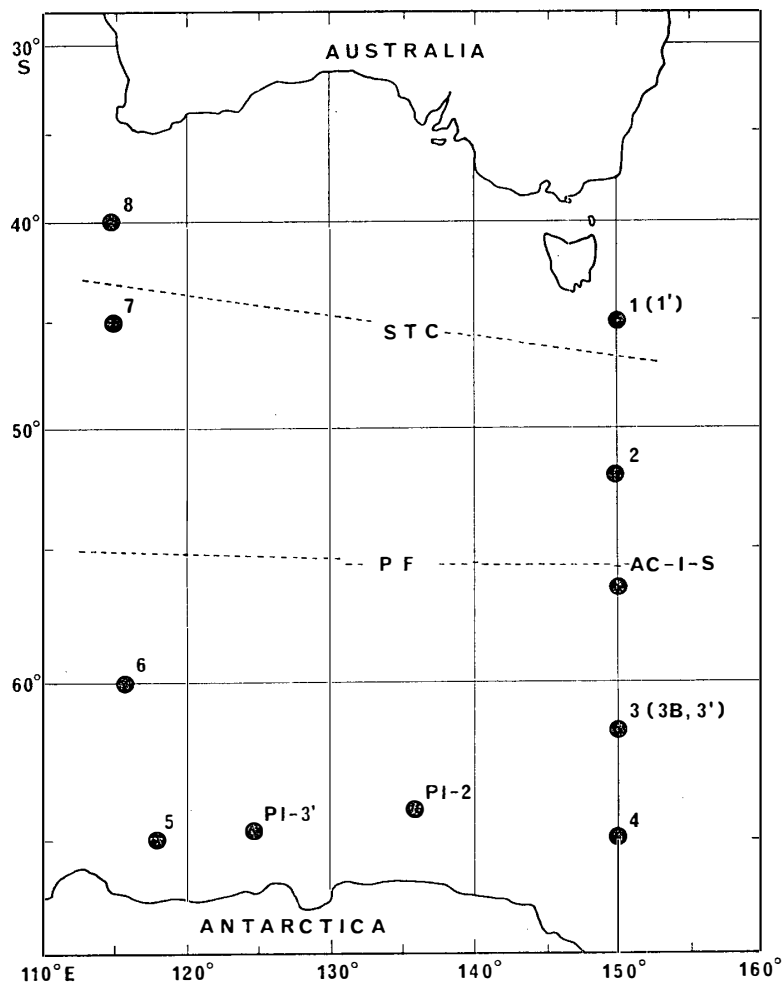 30°
S
AUSTRALIA
8
40°
7
1 (1')
STC
50°
2
PF
AC-I-S
6
60°
3 (3B, 3')
PI-2
PI-3'
5
4
ANTARCTICA
110°E 120° 130° 140° 150° 160°